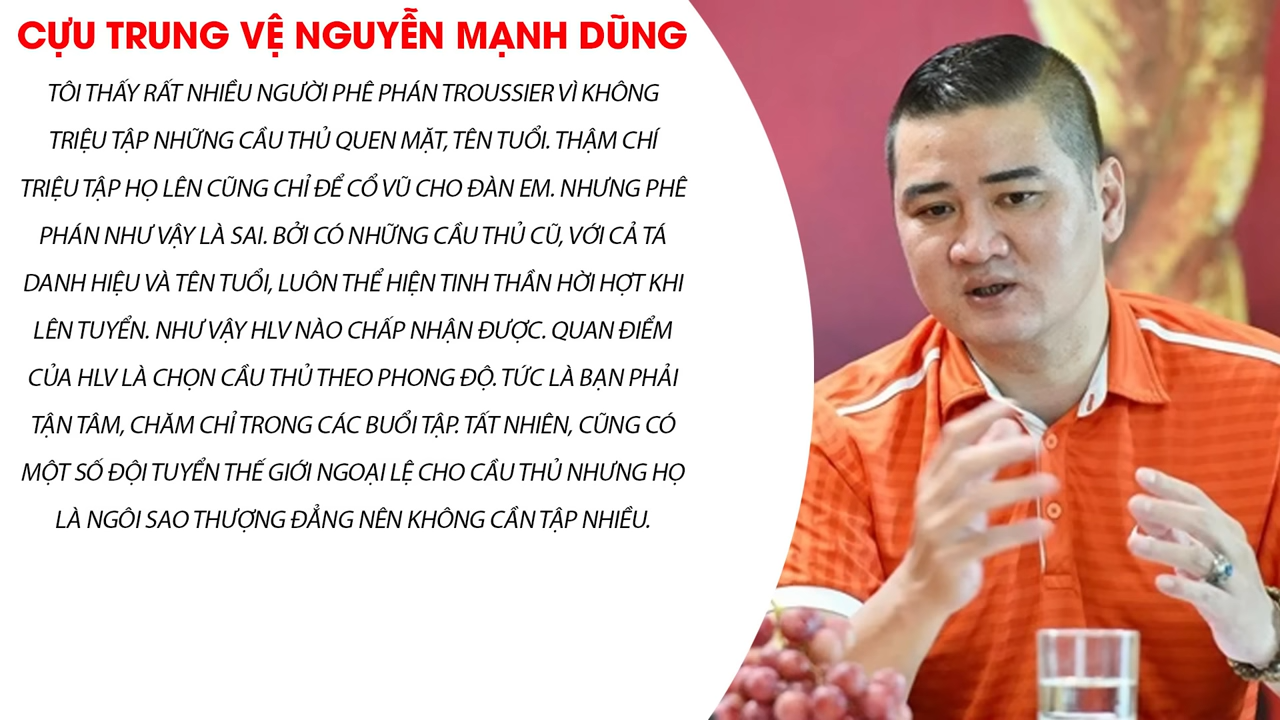 CỰU TRUNG VỆ NGUYỄN MẠNH DŨNG
TÔI THẤY RẤT NHIỀU NGƯỜI PHÊ PHÁN TROUSSIER VÌ KHÔNG
TRIỆU TẬP NHỮNG CẦU THỦ QUEN MẶT, TÊN TUỔI. THẬM CHÍ
TRIỆU TẬP HỌ LÊN CŨNG CHỈ ĐỂ CỔ VŨ CHO ĐÀN EM. NHƯNG PHÊ
PHÁN NHƯ VẬY LÀ SAI. BỞI CÓ NHỮNG CẦU THỦ CŨ, VỚI CẢ TÁ
DANH HIỆU VÀ TÊN TUỔI, LUÔN THỂ HIỆN TINH THẦN HỜI HỢT KHI
LÊN TUYỂN. NHƯ VẬY HLV NÀO CHẤP NHẬN ĐƯỢC. QUAN ĐIỂM
CỦA HLV LÀ CHỌN CẦU THỦ THEO PHONG ĐỘ. TỨC LÀ BẠN PHẢI
TẬN TÂM, CHĂM CHỈ TRONG CÁC BUỔI TẬP. TẤT NHIÊN, CŨNG CÓ
MỘT SỐ ĐỘI TUYỂN THẾ GIỚI NGOẠI LỆ CHO CẦU THỦ NHƯNG HỌ
LÀ NGÔI SAO THƯỢNG ĐẲNG NÊN KHÔNG CẦN TẬP NHIỀU.